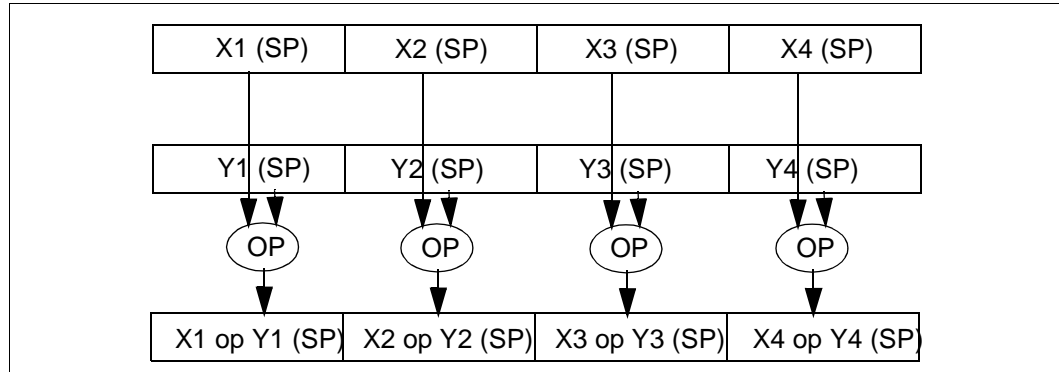 X1 (SP) X2 (SP) X3 (SP) X4 (SP)
Y1 (SP) Y2 (SP) Y3 (SP) Y4 (SP)
OP OP OP OP
X1 op Y1 (SP) X2 op Y2 (SP) X3 op Y3 (SP) X4 op Y4 (SP)